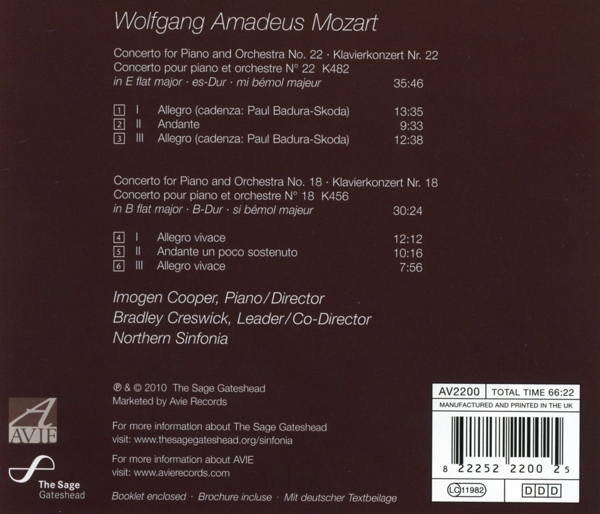 Wolfgang Amadeus Mozart
Concerto for Piano and Orchestra No. 22 · Klavierkonzert Nr. 22
Concerto pour piano et orchestre N° 22 K482
in E flat major · es-Dur · mi bémol majeur 35:46
1 I Allegro (cadenza: Paul Badura-Skoda) 13:35
2 II Andante 9:33
3 III Allegro (cadenza: Paul Badura-Skoda) 12:38
Concerto for Piano and Orchestra No. 18 · Klavierkonzert Nr. 18
Concerto pour piano et orchestre N° 18 K456
in B flat major · B-Dur · si bémol majeur 30:24
4 I Allegro vivace 12:12
5 II Andante un poco sostenuto 10:16
6 III Allegro vivace 7:56
Imogen Cooper, Piano/Director
Bradley Creswick, Leader/Co-Director
Northern Sinfonia
℗ & © 2010 The Sage Gateshead
Marketed by Avie Records
For more information about The Sage Gateshead
visit: www.thesagegateshead.org/sinfonia
For more information about AVIE
visit: www.avierecords.com
Booklet enclosed · Brochure incluse · Mit deutscher Textbeilage
A
AVIE
The Sage
Gateshead
AV2200 TOTAL TIME 66:22
MANUFACTURED AND PRINTED IN THE UK
8 22252 2200 2 5
LC 11982 DDD